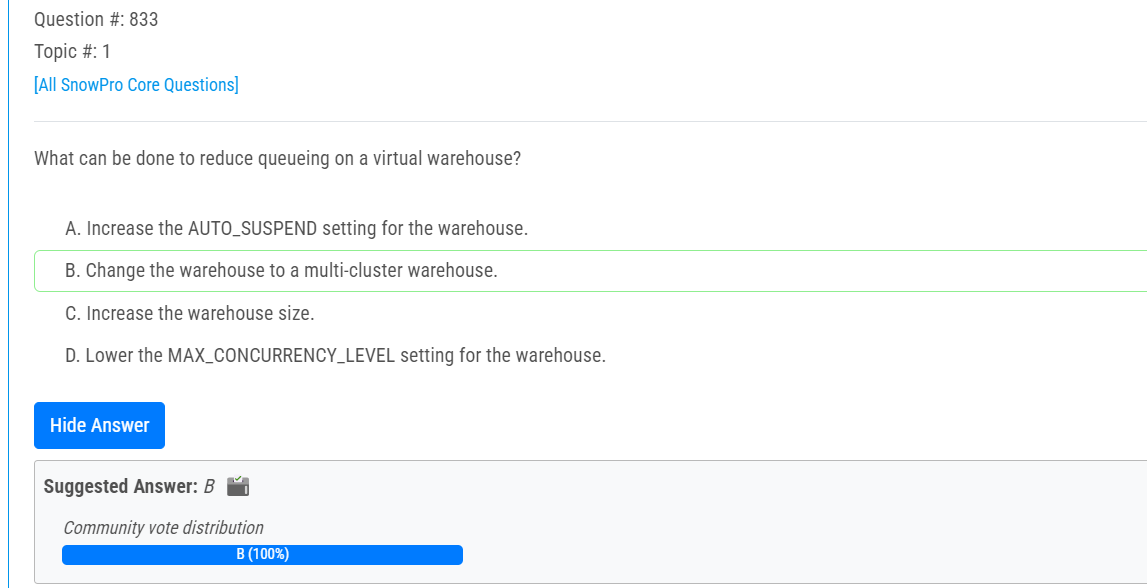 Question #: 833
Topic #: 1
[All SnowPro Core Questions]
What can be done to reduce queueing on a virtual warehouse?
A. Increase the AUTO_SUSPEND setting for the warehouse.
B. Change the warehouse to a multi-cluster warehouse.
C. Increase the warehouse size.
D. Lower the MAX_CONCURRENCY_LEVEL setting for the warehouse.
Hide Answer
Suggested Answer: B
Community vote distribution
B (100%)